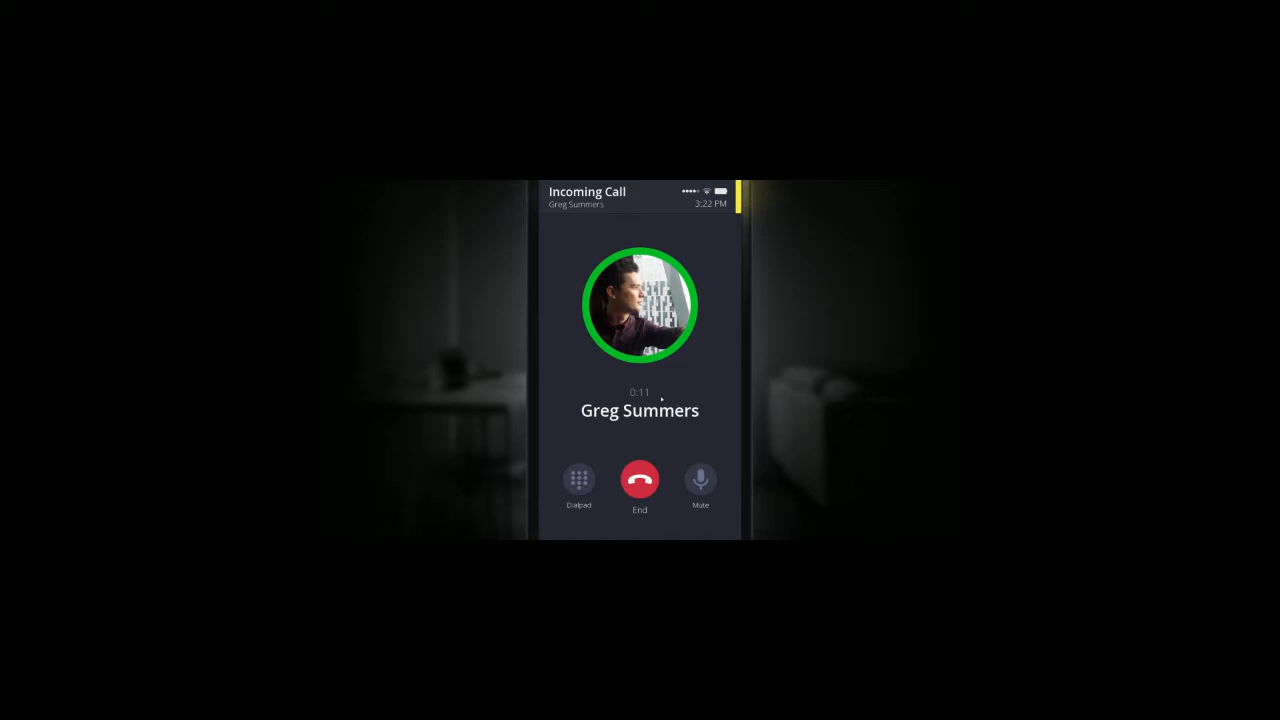 Incoming Call
Greg Summers
3:22 PM
0:11
Greg Summers
Dialpad
End
Mute